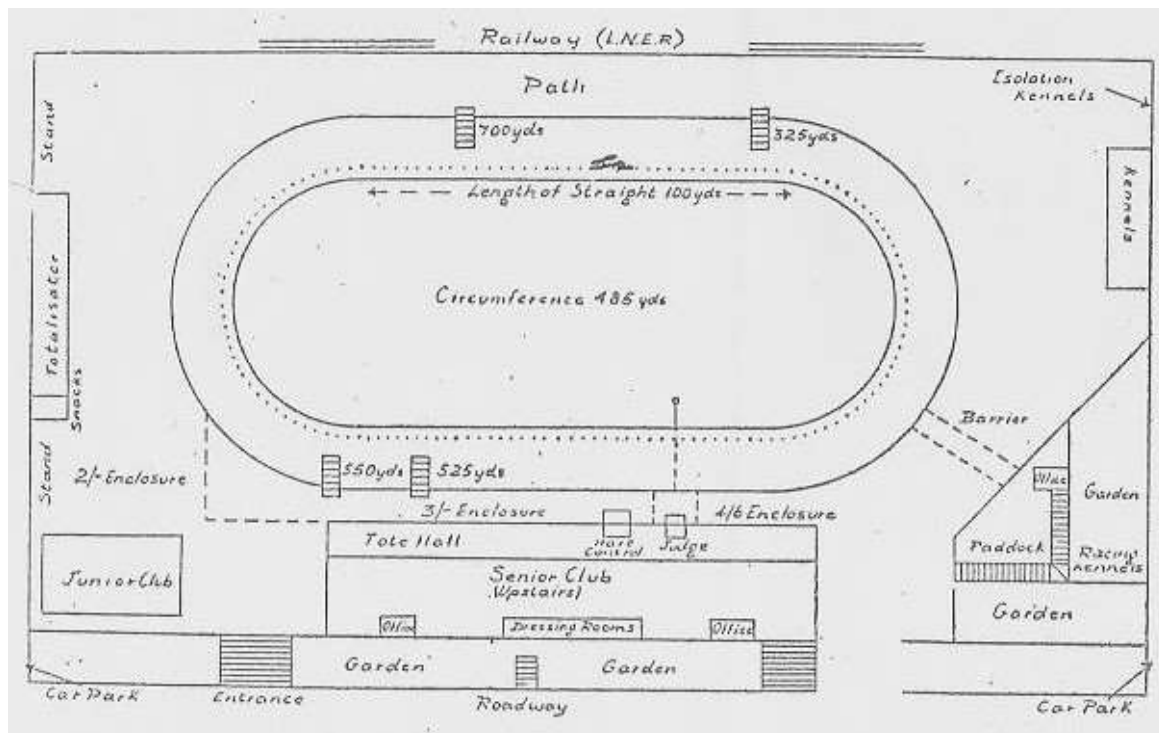 Railway (L.N.E.R)
Path
Isolation
Kennels
Stand
700yds
325yds
Length of Straight 100yds
Kennels
Totalisator
Circumference 485yds
Snacks
Barrier
Stand
2/- Enclosure
550yds
525yds
Office
Garden
3/- Enclosure
4/6 Enclosure
Tote Hall
Hare
Control
Judge
Paddock
Racing
Kennels
Junior Club
Senior Club
(Upstairs)
Garden
Office
Dressing Rooms
Office
Garden
Garden
Car Park
Entrance
Roadway
Car Park